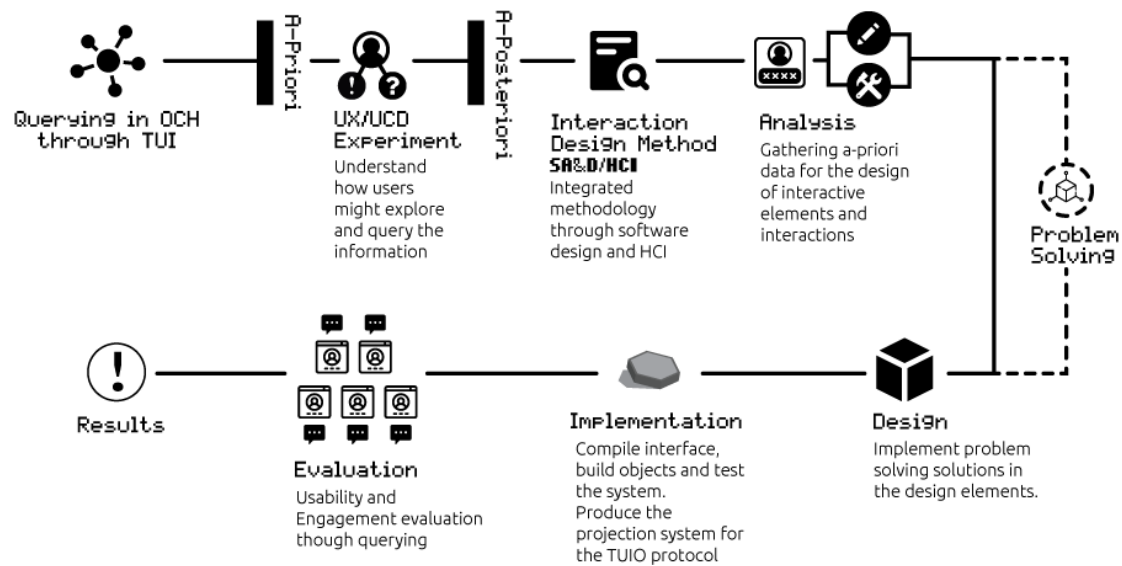 Querying in OCH
through TUI
A-Priori
UX/UCD
Experiment
Understand
how users
might explore
and query the
information
A-Posteriori
Interaction
Design Method
SA&D/HCI
Integrated
methodology
through software
design and HCI
XXXX
Analysis
Gathering a-priori
data for the design
of interactive
elements and
interactions
Problem
Solving
Results
Evaluation
Usability and
Engagement evaluation
though querying
Implementation
Compile interface,
build objects and test
the system.
Produce the
projection system for
the TUIO protocol
Design
Implement problem
solving solutions in
the design elements.